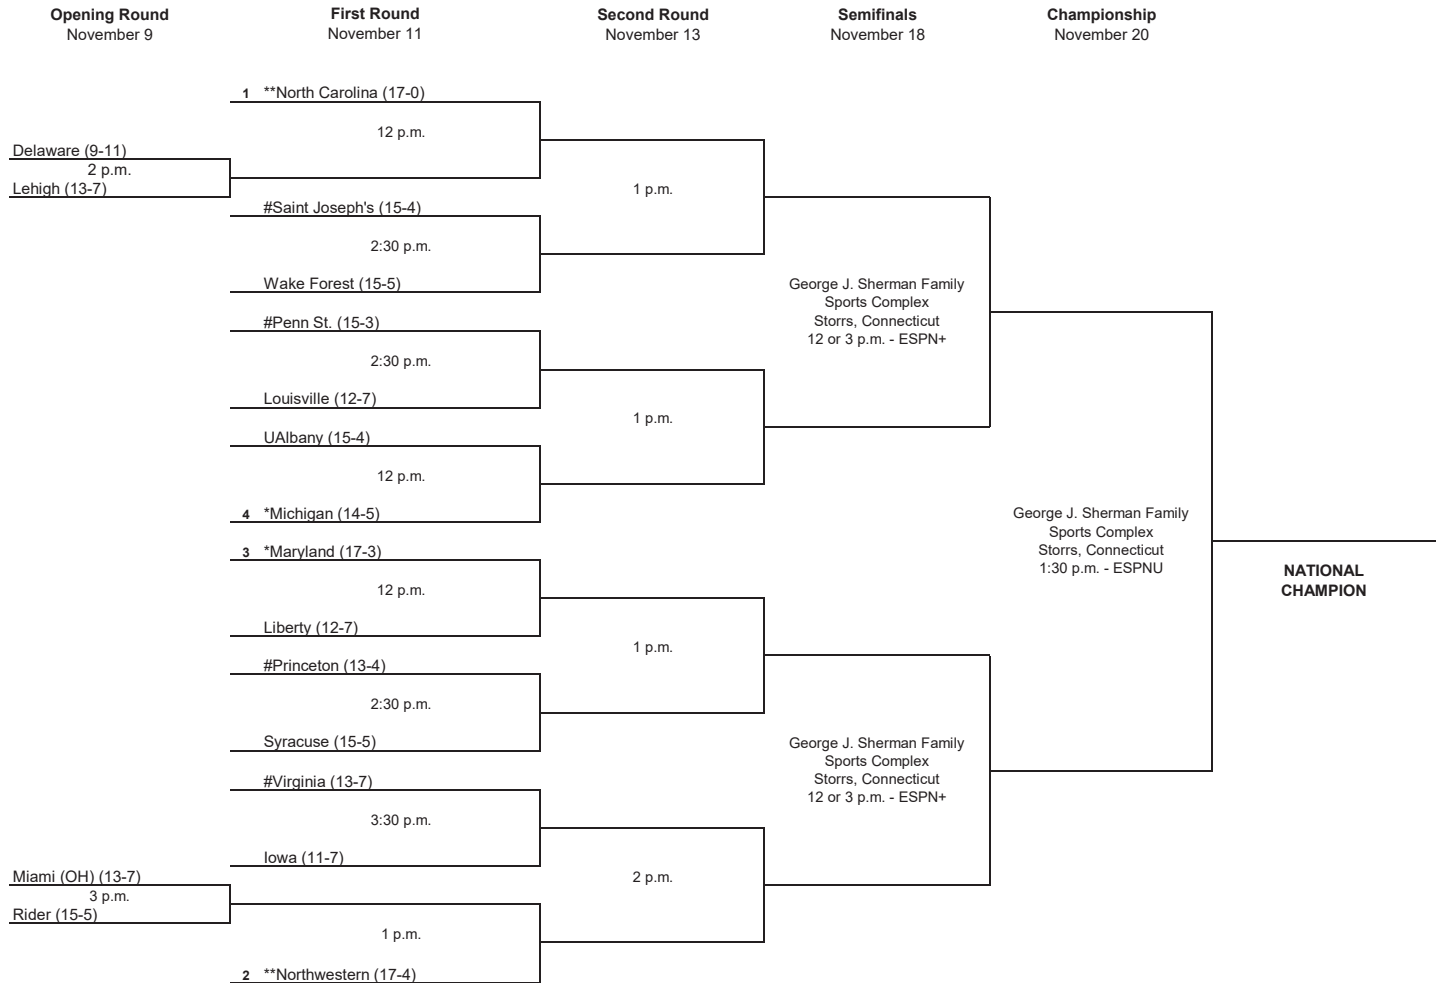 Opening Round
November 9
First Round
November 11
Second Round
November 13
Semifinals
November 18
Championship
November 20
1 **North Carolina (17-0)
12 p.m.
Delaware (9-11)
2 p.m.
Lehigh (13-7)
1 p.m.
#Saint Joseph's (15-4)
2:30 p.m.
Wake Forest (15-5)
George J. Sherman Family
Sports Complex
Storrs, Connecticut
12 or 3 p.m. - ESPN+
#Penn St. (15-3)
2:30 p.m.
Louisville (12-7)
1 p.m.
UAlbany (15-4)
12 p.m.
4 *Michigan (14-5)
George J. Sherman Family
Sports Complex
Storrs, Connecticut
1:30 p.m. - ESPNU
NATIONAL
CHAMPION
3 *Maryland (17-3)
12 p.m.
Liberty (12-7)
1 p.m.
#Princeton (13-4)
2:30 p.m.
Syracuse (15-5)
George J. Sherman Family
Sports Complex
Storrs, Connecticut
12 or 3 p.m. - ESPN+
#Virginia (13-7)
3:30 p.m.
Iowa (11-7)
2 p.m.
Miami (OH) (13-7)
3 p.m.
Rider (15-5)
1 p.m.
2 **Northwestern (17-4)